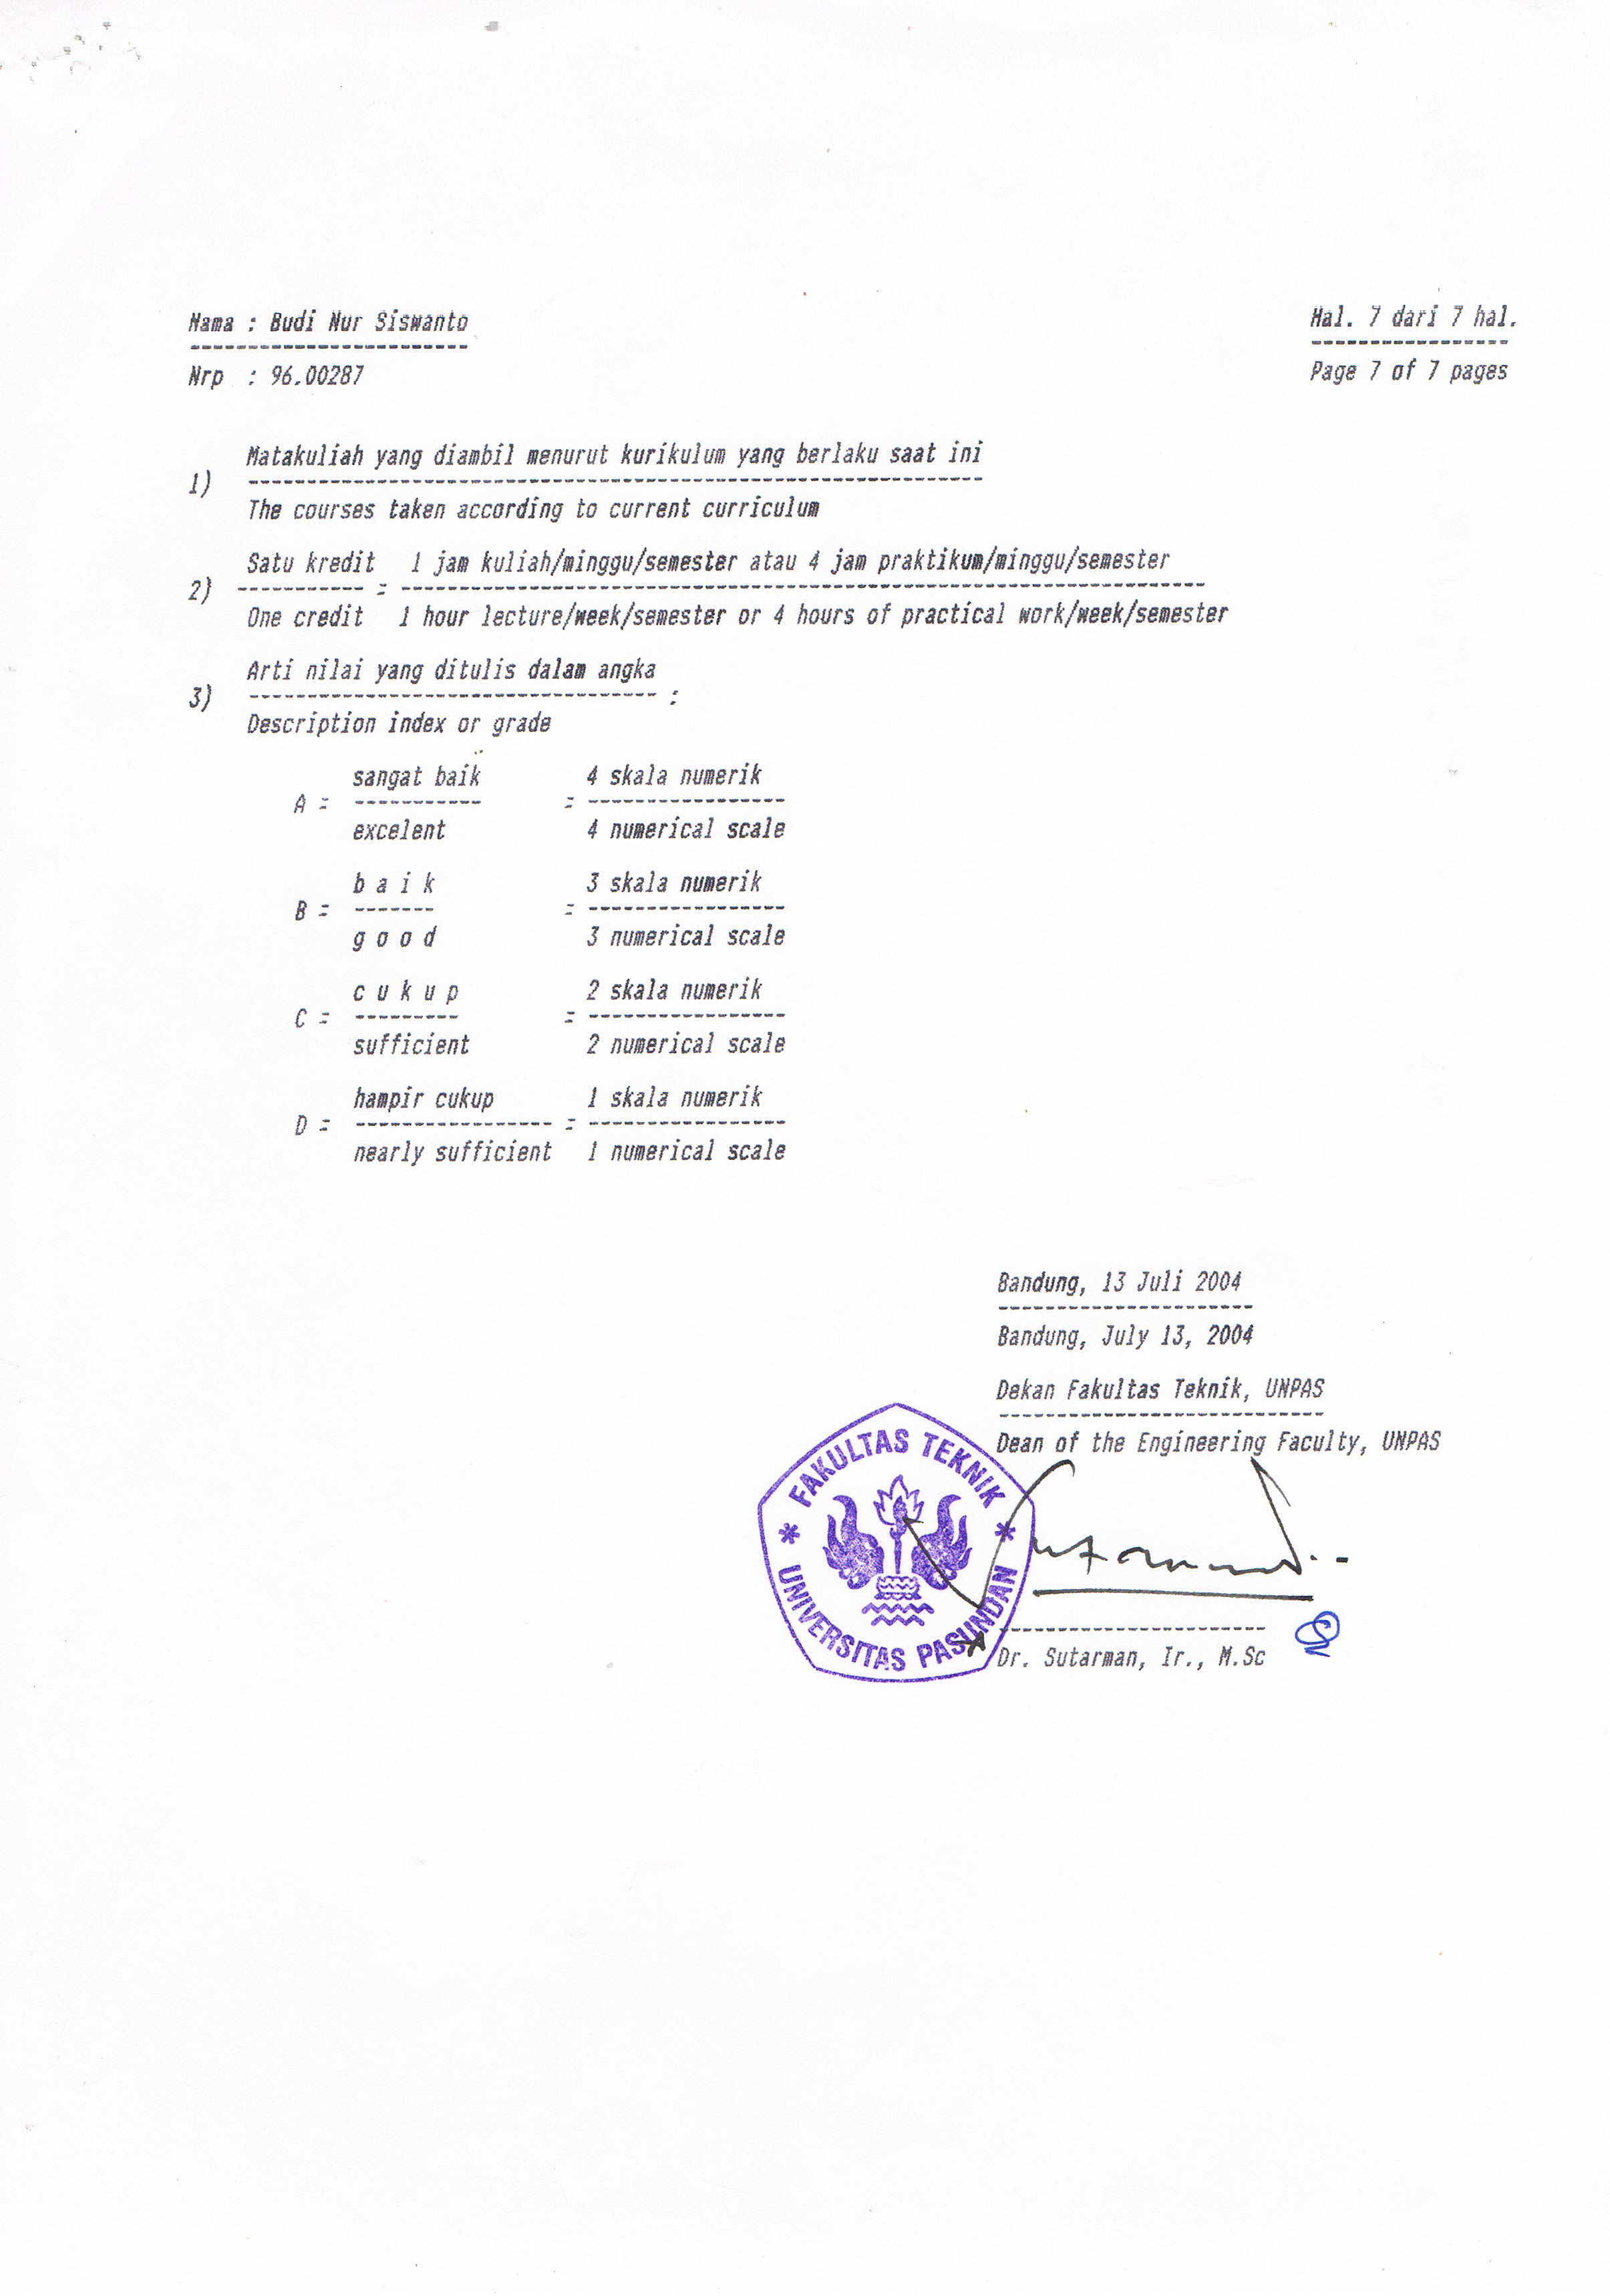 Nama : Budi Nur Siswanto
Hal. 7 dari 7 hal.
Nrp : 96.00287
Page 7 of 7 pages
Matakuliah yang diambil menurut kurikulum yang berlaku saat ini
1)
The courses taken according to current curriculum
Satu kredit 1 jam kuliah/minggu/semester atau 4 jam praktikum/minggu/semester
2) =
One credit 1 hour lecture/week/semester or 4 hours of practical work/week/semester
Arti nilai yang ditulis dalam angka
3) :
Description index or grade
sangat baik 4 skala numerik
A = =
excelent 4 numerical scale
b a i k 3 skala numerik
B = =
g o o d 3 numerical scale
c u k u p 2 skala numerik
C = =
sufficient 2 numerical scale
hampir cukup 1 skala numerik
D = =
nearly sufficient 1 numerical scale
Bandung, 13 Juli 2004
Bandung, July 13, 2004
Dekan Fakultas Teknik, UNPAS
Dean of the Engineering Faculty, UNPAS
* FAKULTAS TEKNIK *
UNIVERSITAS PASUNDAN
Dr. Sutarman, Ir., M.Sc